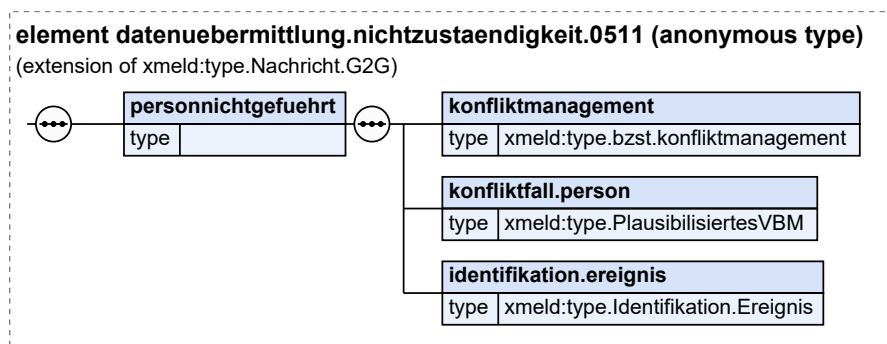 element datenuebermittlung.nichtzustaendigkeit.0511 (anonymous type)
(extension of xmeld:type.Nachricht.G2G)
personnichtgefuehrt
type
konfliktmanagement
type xmeld:type.bzst.konfliktmanagement
konfliktfall.person
type xmeld:type.PlausibilisiertesVBM
identifikation.ereignis
type xmeld:type.Identifikation.Ereignis